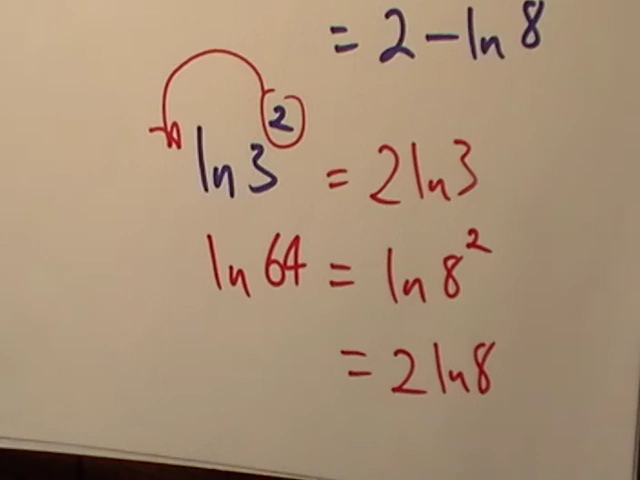 = 2 - ln 8
ln 3² = 2 ln 3
ln 64 = ln 8²
= 2 ln 8